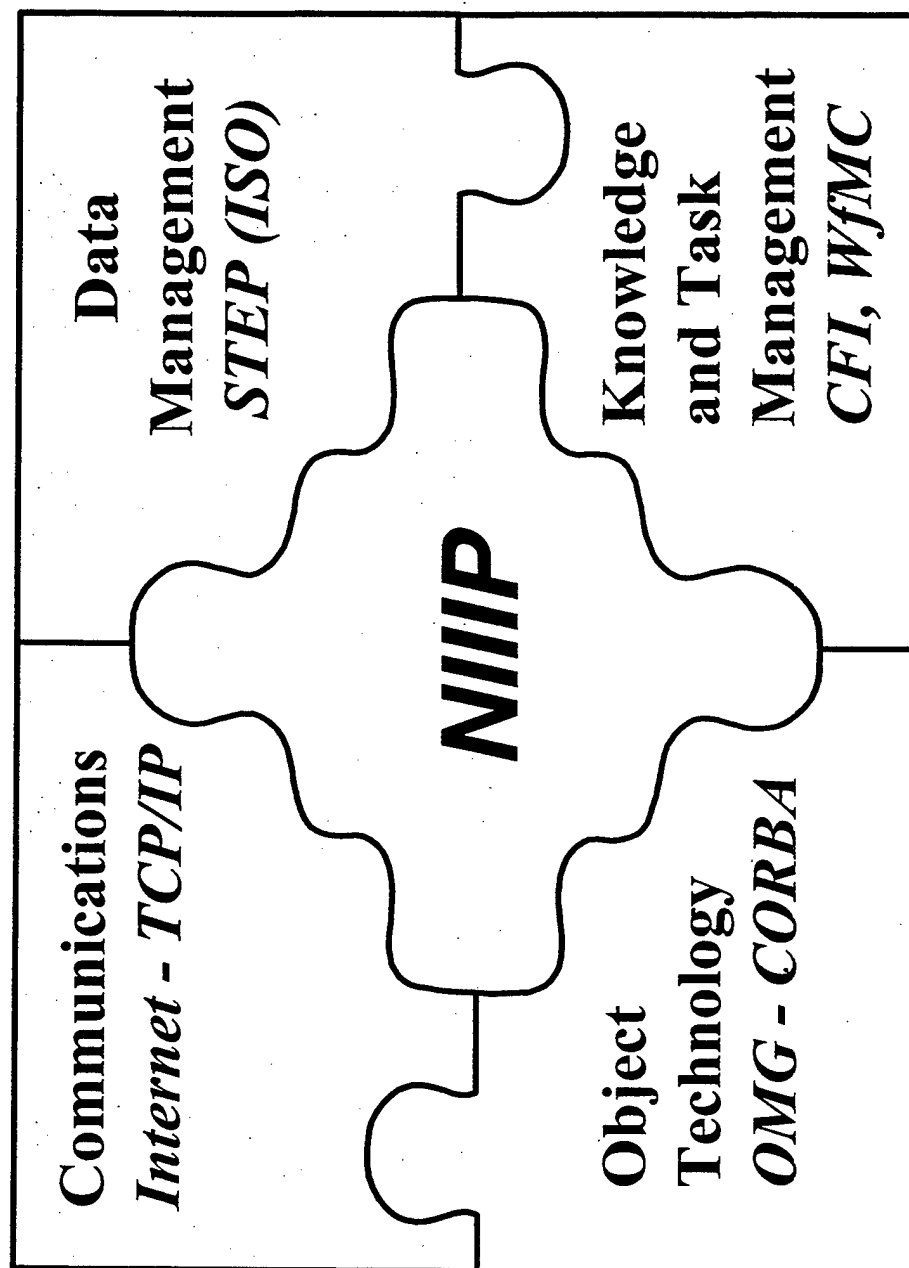 Communications
Internet - TCP/IP
Data
Management
STEP (ISO)
NIIIP
Object
Technology
OMG - CORBA
Knowledge
and Task
Management
CFI, WfMC